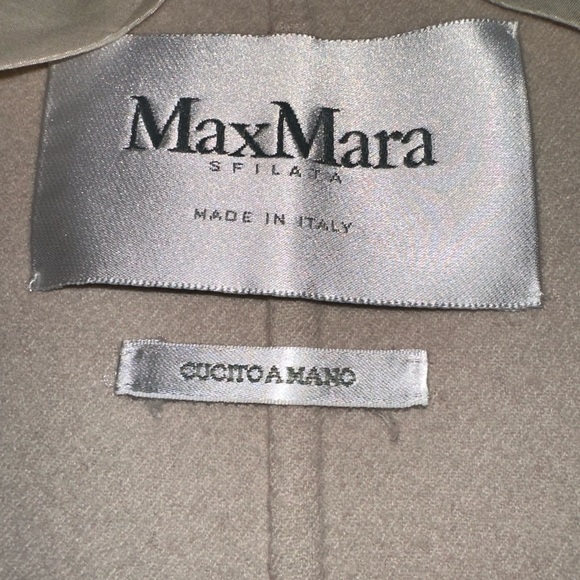 MaxMara
SFILATA
MADE IN ITALY
CUCITO A MANO